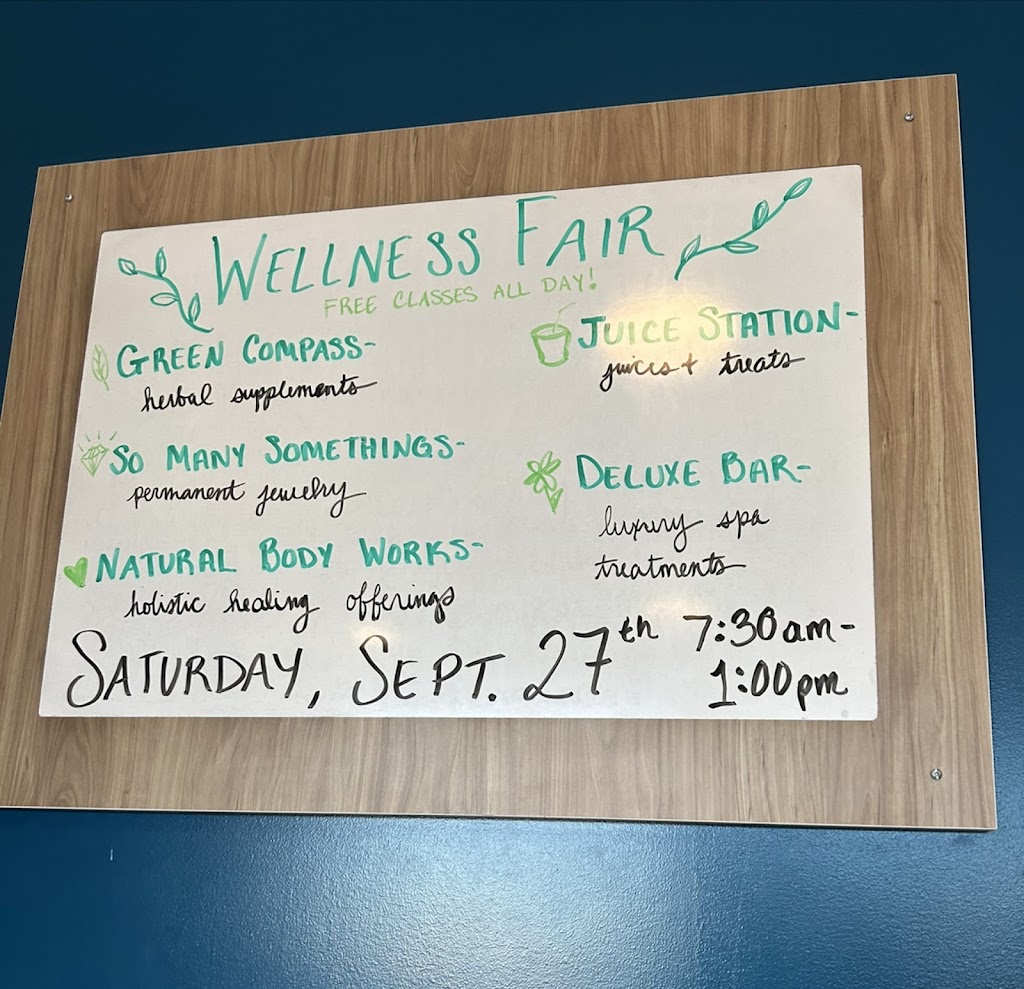 WELLNESS FAIR
FREE CLASSES ALL DAY!
GREEN COMPASS-
herbal supplements
SO MANY SOMETHINGS-
permanent jewelry
NATURAL BODY WORKS-
holistic healing offerings
JUICE STATION-
juices + treats
DELUXE BAR-
luxury spa
treatments
SATURDAY, SEPT. 27th 7:30am-
1:00pm